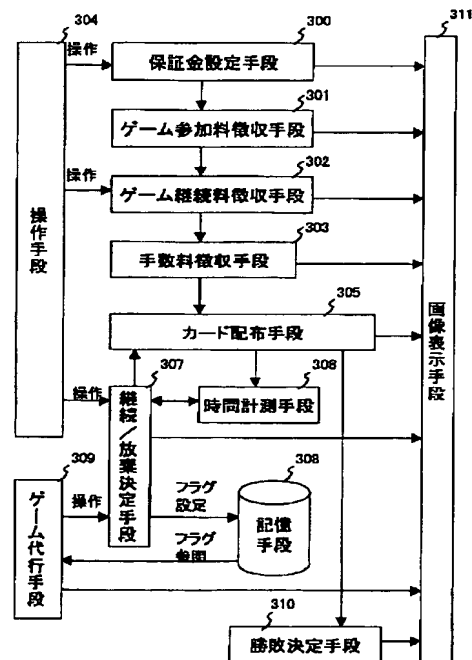 304
操作
300
311
保証金設定手段
301
ゲーム参加料徴収手段
302
操作
ゲーム継続料徴収手段
303
手数料徴収手段
操作手段
305
カード配布手段
画像表示手段
307
306
操作
継続/放棄決定手段
時間計測手段
309
308
操作
フラグ
設定
ゲーム代行手段
記憶
手段
フラグ
参照
310
勝敗決定手段